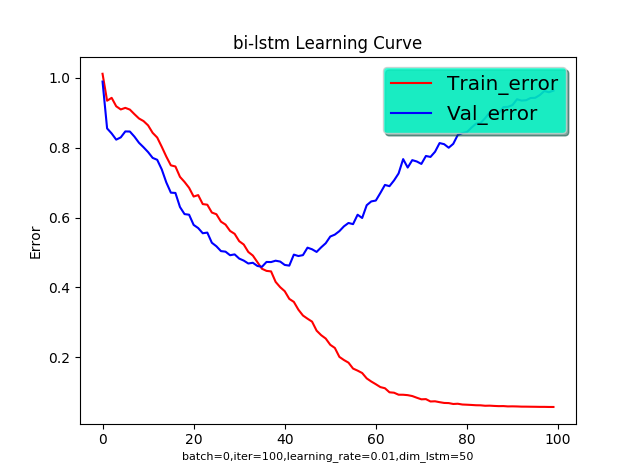 bi-lstm Learning Curve
Train_error
Val_error
Error
1.0
0.8
0.6
0.4
0.2
0
20
40
60
80
100
batch=0,iter=100,learning_rate=0.01,dim_lstm=50